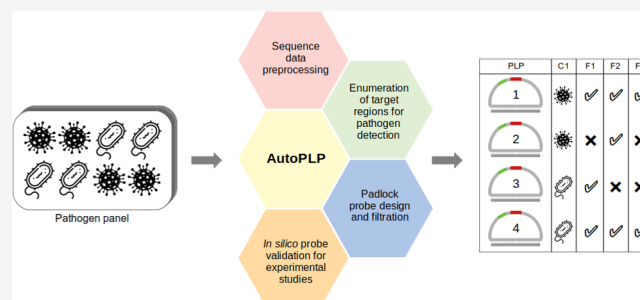 Sequence
data
preprocessing
Enumeration
of target
regions for
pathogen
detection
AutoPLP
Padlock
probe design
and filtration
In silico probe
validation for
experimental
studies
Pathogen panel
PLP C1 F1 F2
1
2
3
4